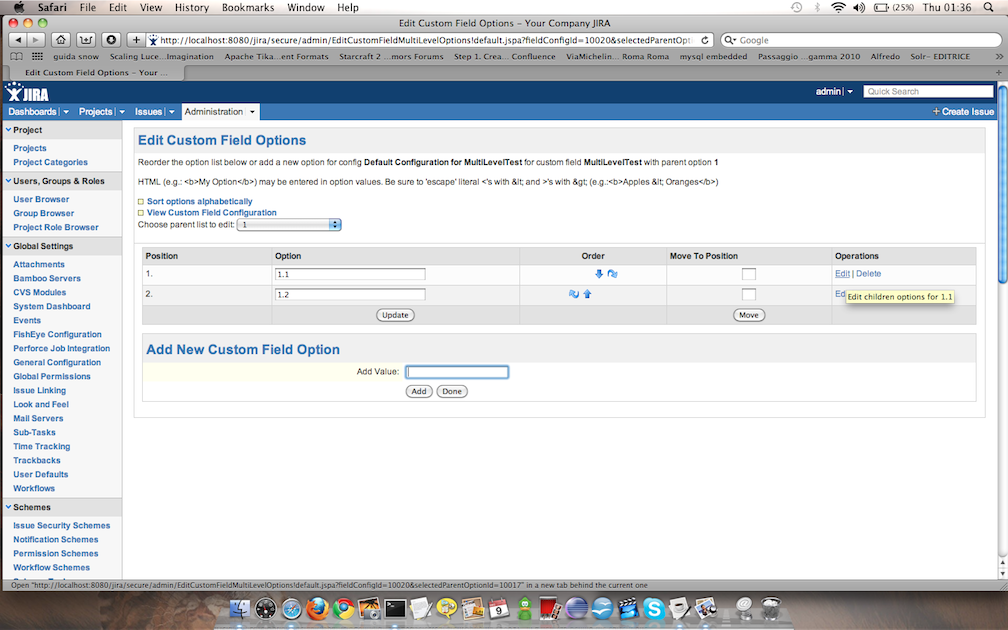 Safari File Edit View History Bookmarks Window Help (25%) Thu 01:36
Edit Custom Field Options – Your Company JIRA
http://localhost:8080/jira/secure/admin/EditCustomFieldMultiLevelOptions!default.jspa?fieldConfigId=10020&selectedParentOpti Google
guida snow Scaling Luce...Imagination Apache Tika...ent Formats Starcraft 2 ...mors Forum Step 1. Crea... Confluence ViaMichelin... Roma Roma mysql embedded Passaggio ...gamma 2010 Alfredo Solr- EDITRICE
Edit Custom Field Options – Your ...
JIRA admin Quick Search
Dashboards Projects Issues Administration + Create Issue
Project
Projects
Project Categories
Users, Groups & Roles
User Browser
Group Browser
Project Role Browser
Global Settings
Attachments
Bamboo Servers
CVS Modules
System Dashboard
Events
FishEye Configuration
Perforce Job Integration
General Configuration
Global Permissions
Issue Linking
Look and Feel
Mail Servers
Sub-Tasks
Time Tracking
Trackbacks
User Defaults
Workflows
Schemes
Issue Security Schemes
Notification Schemes
Permission Schemes
Workflow Schemes
Edit Custom Field Options
Reorder the option list below or add a new option for config Default Configuration for MultiLevelTest for custom field MultiLevelTest with parent option 1
HTML (e.g.: <b>My Option</b>) may be entered in option values. Be sure to 'escape' literal <'s with &lt; and >'s with &gt; (e.g.:<b>Apples &lt; Oranges</b>)
Sort options alphabetically
View Custom Field Configuration
Choose parent list to edit: 1
Position Option Order Move To Position Operations
1. 1.1 Edit | Delete
2. 1.2 Ed
Edit children options for 1.1
Update Move
Add New Custom Field Option
Add Value:
Add Done
Open "http://localhost:8080/jira/secure/admin/EditCustomFieldMultiLevelOptions!default.jspa?fieldConfigId=10020&selectedParentOptionId=10017" in a new tab behind the current one